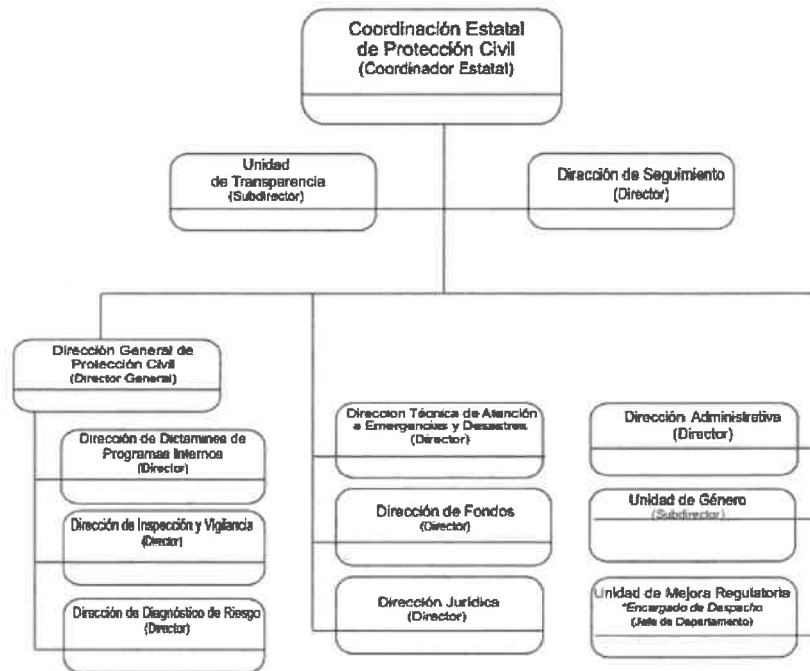 Coordinación Estatal
de Protección Civil
(Coordinador Estatal)
Unidad
de Transparencia
(Subdirector)
Dirección de Seguimiento
(Director)
Dirección General de
Protección Civil
(Director General)
Dirección de Dictamines de
Programas Internos
(Director)
Dirección de Inspección y Vigilancia
(Director)
Dirección de Diagnóstico de Riesgo
(Director)
Direccion Técnica de Atención
a Emergencias y Desastres
(Director)
Dirección de Fondos
(Director)
Dirección Jurídica
(Director)
Dirección Administrativa
(Director)
Unidad de Género
(Subdirector)
Unidad de Mejora Regulatoria
*Encargado de Despacho
(Jefe de Departamento)